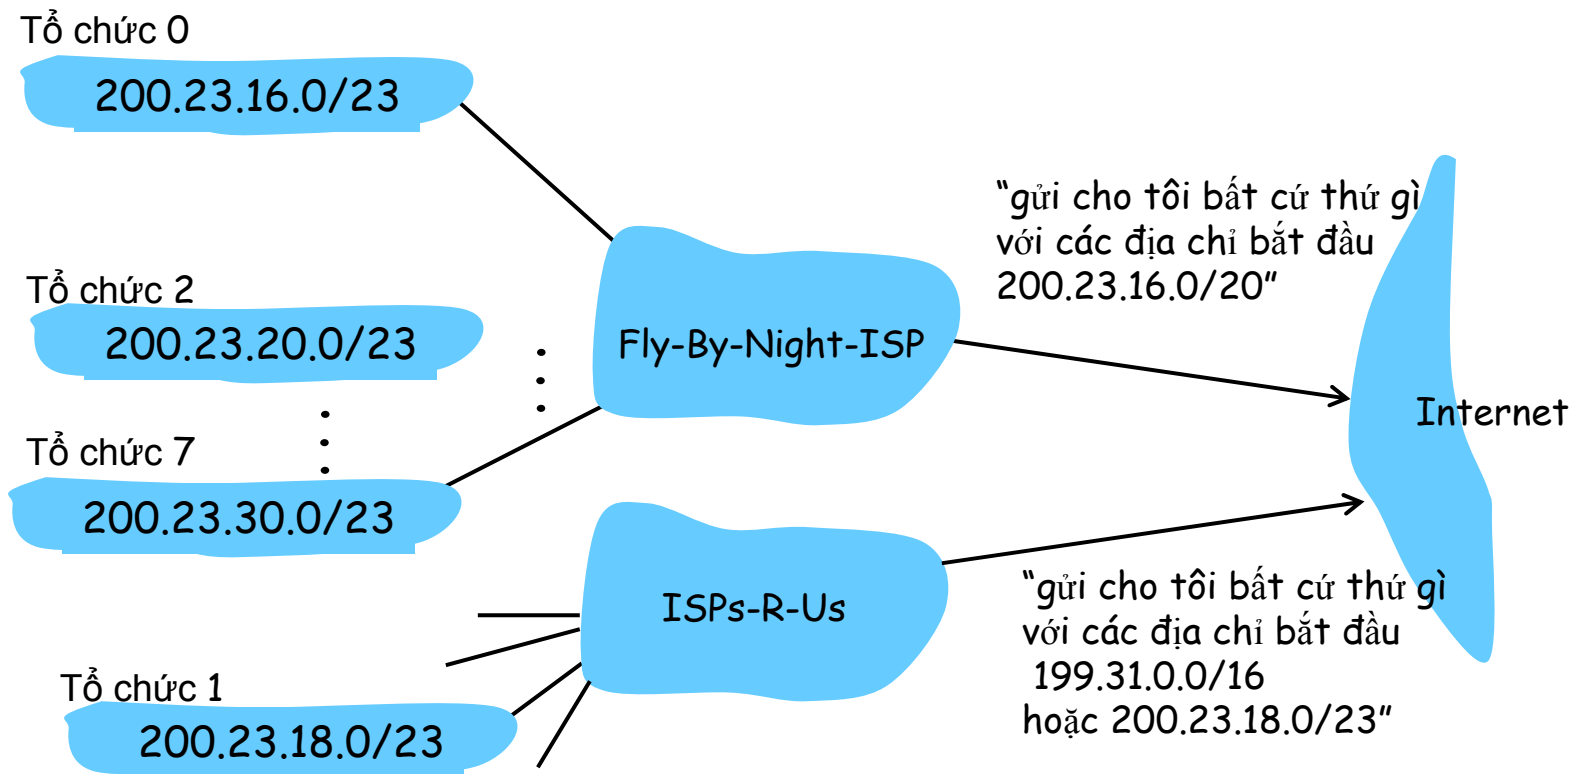 Tổ chức 0
200.23.16.0/23
Tổ chức 2
200.23.20.0/23
Tổ chức 7
200.23.30.0/23
Fly-By-Night-ISP
“gửi cho tôi bất cứ thứ gì
với các địa chỉ bắt đầu
200.23.16.0/20”
Internet
ISPs-R-Us
“gửi cho tôi bất cứ thứ gì
với các địa chỉ bắt đầu
199.31.0.0/16
hoặc 200.23.18.0/23”
Tổ chức 1
200.23.18.0/23